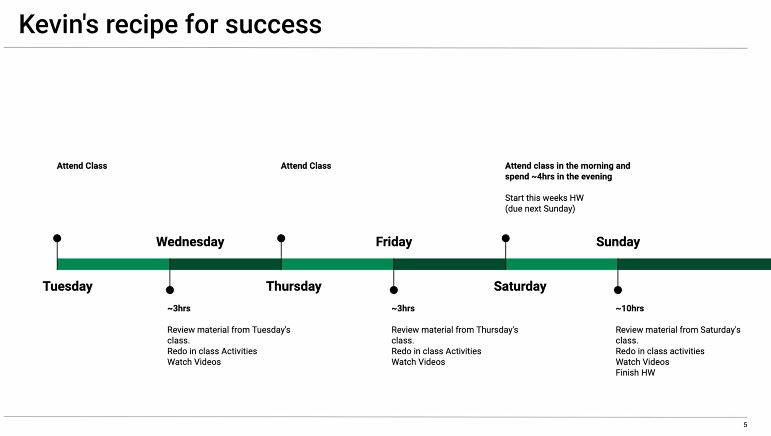 Kevin's recipe for success
Attend Class
Attend Class
Attend class in the morning and
spend ~4hrs in the evening
Start this weeks HW
(due next Sunday)
Wednesday
Friday
Sunday
Tuesday
Thursday
Saturday
~3hrs
Review material from Tuesday's
class.
Redo in class Activities
Watch Videos
~3hrs
Review material from Thursday's
class.
Redo in class Activities
Watch Videos
~10hrs
Review material from Saturday's
class.
Redo in class activities
Watch Videos
Finish HW
5